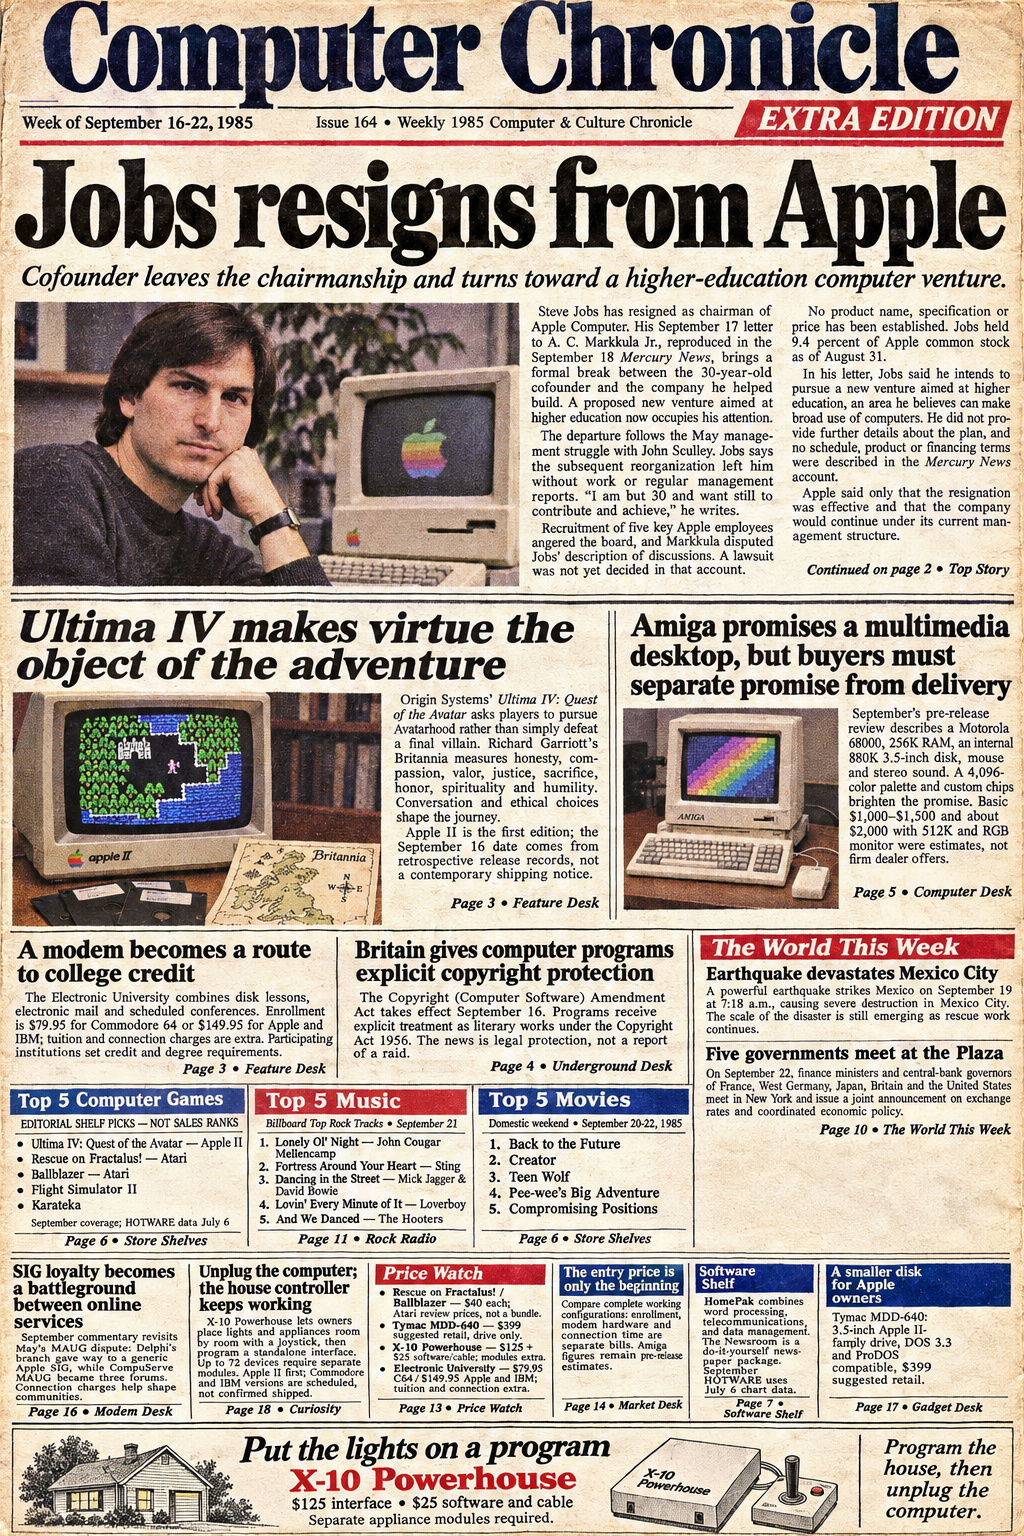 Computer Chronicle
Week of September 16-22, 1985
Issue 164 • Weekly 1985 Computer & Culture Chronicle
EXTRA EDITION
Jobs resigns from Apple
Cofounder leaves the chairmanship and turns toward a higher-education computer venture.
Steve Jobs has resigned as chairman of
Apple Computer. His September 17 letter
to A. C. Markkula Jr., reproduced in the
September 18 Mercury News, brings a
formal break between the 30-year-old
cofounder and the company he helped
build. A proposed new venture aimed at
higher education now occupies his attention.
The departure follows the May manage-
ment struggle with John Sculley. Jobs says
the subsequent reorganization left him
without work or regular management
reports. “I am but 30 and want still to
contribute and achieve,” he writes.
Recruitment of five key Apple employees
angered the board, and Markkula disputed
Jobs’ description of discussions. A lawsuit
was not yet decided in that account.
No product name, specification or
price has been established. Jobs held
9.4 percent of Apple common stock
as of August 31.
In his letter, Jobs said he intends to
pursue a new venture aimed at higher
education, an area he believes can make
broad use of computers. He did not pro-
vide further details about the plan, and
no schedule, product or financing terms
were described in the Mercury News
account.
Apple said only that the resignation
was effective and that the company
would continue under its current man-
agement structure.
Continued on page 2 • Top Story
Ultima IV makes virtue the
object of the adventure
apple II
Britannia
N
W E
S
Origin Systems’ Ultima IV: Quest
of the Avatar asks players to pursue
Avatarhood rather than simply defeat
a final villain. Richard Garriott’s
Britannia measures honesty, com-
passion, valor, justice, sacrifice,
honor, spirituality and humility.
Conversation and ethical choices
shape the journey.
Apple II is the first edition; the
September 16 date comes from
retrospective release records, not
a contemporary shipping notice.
Page 3 • Feature Desk
Amiga promises a multimedia
desktop, but buyers must
separate promise from delivery
AMIGA
September’s pre-release
review describes a Motorola
68000, 256K RAM, an internal
880K 3.5-inch disk, mouse
and stereo sound. A 4,096-
color palette and custom chips
brighten the promise. Basic
$1,000–$1,500 and about
$2,000 with 512K and RGB
monitor were estimates, not
firm dealer offers.
Page 5 • Computer Desk
A modem becomes a route
to college credit
The Electronic University combines disk lessons,
electronic mail and scheduled conferences. Enrollment
is $79.95 for Commodore 64 or $149.95 for Apple and
IBM; tuition and connection charges are extra. Participating
institutions set credit and degree requirements.
Page 3 • Feature Desk
Britain gives computer programs
explicit copyright protection
The Copyright (Computer Software) Amendment
Act takes effect September 16. Programs receive
explicit treatment as literary works under the Copyright
Act 1956. The news is legal protection, not a report
of a raid.
Page 4 • Underground Desk
The World This Week
Earthquake devastates Mexico City
A powerful earthquake strikes Mexico on September 19
at 7:18 a.m., causing severe destruction in Mexico City.
The scale of the disaster is still emerging as rescue work
continues.
Five governments meet at the Plaza
On September 22, finance ministers and central-bank governors
of France, West Germany, Japan, Britain and the United States
meet in New York and issue a joint announcement on exchange
rates and coordinated economic policy.
Page 10 • The World This Week
Top 5 Computer Games
EDITORIAL SHELF PICKS — NOT SALES RANKS
• Ultima IV: Quest of the Avatar — Apple II
• Rescue on Fractalus! — Atari
• Ballblazer — Atari
• Flight Simulator II
• Karateka
September coverage; HOTWARE data July 6
Page 6 • Store Shelves
Top 5 Music
Billboard Top Rock Tracks • September 21
1. Lonely Ol’ Night — John Cougar
Mellencamp
2. Fortress Around Your Heart — Sting
3. Dancing in the Street — Mick Jagger &
David Bowie
4. Lovin’ Every Minute of It — Loverboy
5. And We Danced — The Hooters
Page 11 • Rock Radio
Top 5 Movies
Domestic weekend • September 20-22, 1985
1. Back to the Future
2. Creator
3. Teen Wolf
4. Pee-wee’s Big Adventure
5. Compromising Positions
Page 6 • Store Shelves
SIG loyalty becomes
a battleground
between online
services
September commentary revisits
May’s MAUG dispute: Delphi’s
branch gave way to a generic
Apple SIG, while CompuServe
MAUG became three forums.
Connection charges help shape
communities.
Page 16 • Modem Desk
Unplug the computer;
the house controller
keeps working
X-10 Powerhouse lets owners
place lights and appliances room
by room with a joystick, then
program a standalone interface.
Up to 72 devices require separate
modules. Apple II first; Commodore
and IBM versions are scheduled,
not confirmed shipped.
Page 18 • Curiosity
Price Watch
• Rescue on Fractalus! /
Ballblazer — $40 each;
Atari review prices, not a bundle.
• Tymac MDD-640 — $399
suggested retail, drive only.
• X-10 Powerhouse — $125 +
$25 software/cable; modules extra.
• Electronic University — $79.95
C64 / $149.95 Apple and IBM;
tuition and connection extra.
Page 13 • Price Watch
The entry price is
only the beginning
Compare complete working
configurations: enrollment,
modem hardware and
connection time are
separate bills. Amiga
figures remain pre-release
estimates.
Page 14 • Market Desk
Software
Shelf
HomePak combines
word processing,
telecommunications,
and data management.
The Newsroom is a
do-it-yourself news-
paper package.
September
HOTWARE uses
July 6 chart data.
Page 7 •
Software Shelf
A smaller disk
for Apple
owners
Tymac MDD-640:
3.5-inch Apple II-
famply drive, DOS 3.3
and ProDOS
compatible, $399
suggested retail.
Page 17 • Gadget Desk
Put the lights on a program
X-10 Powerhouse
$125 interface • $25 software and cable
Separate appliance modules required.
X-10
Powerhouse
Program the
house, then
unplug the
computer.